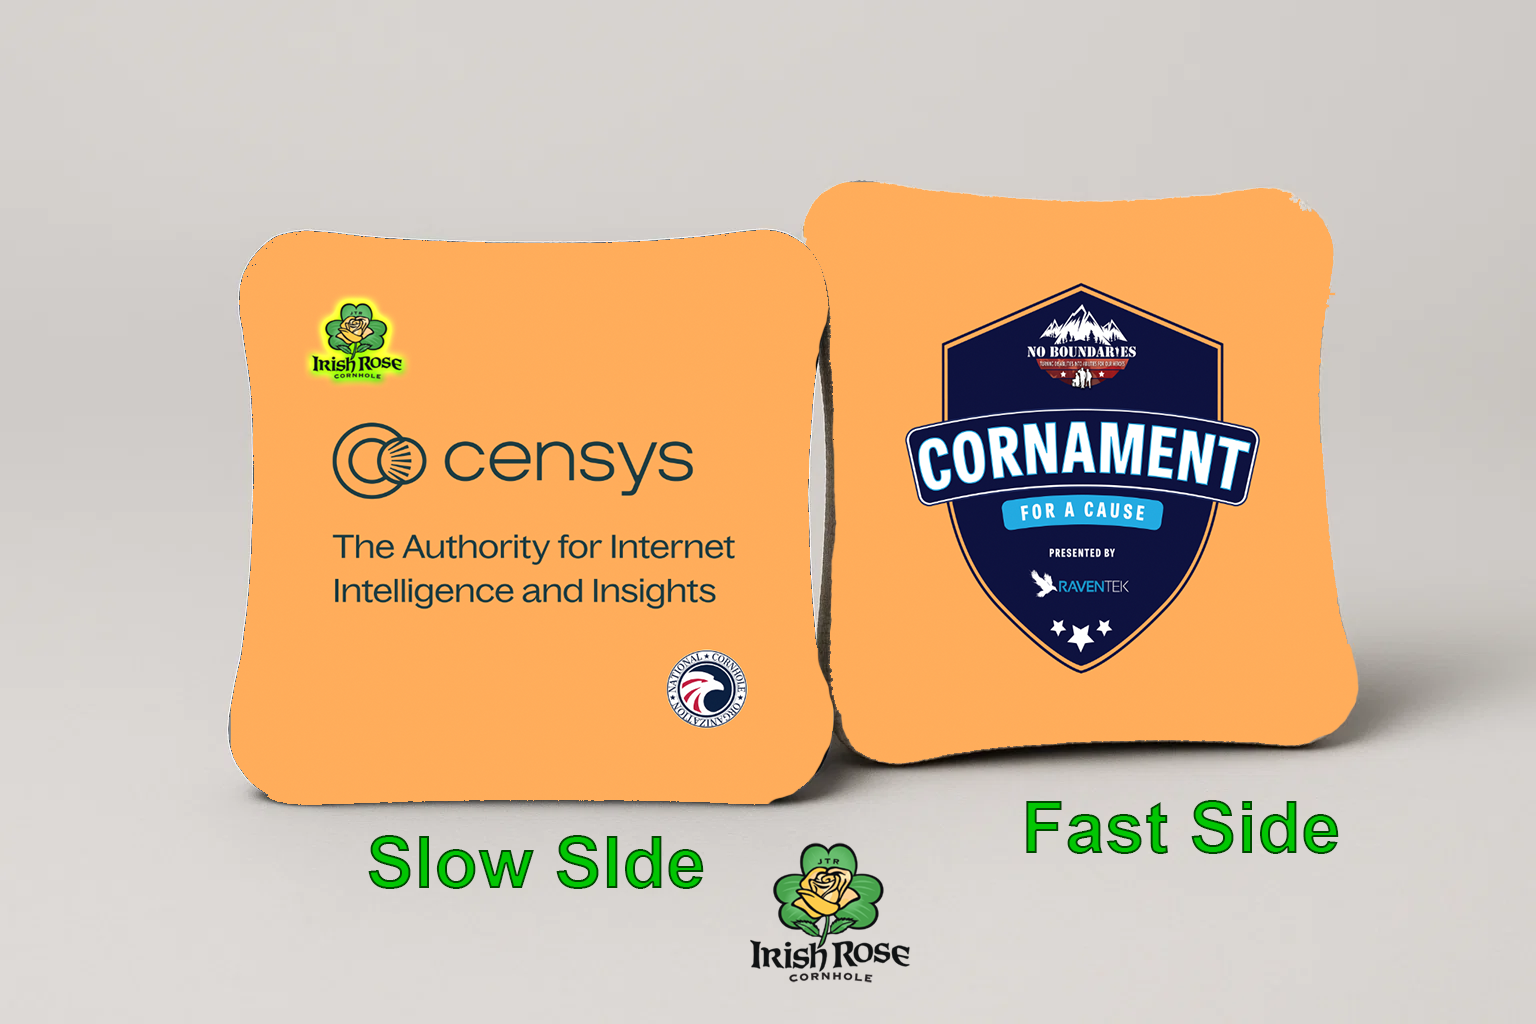 JTR
Irish Rose
CORNHOLE
censys
The Authority for Internet
Intelligence and Insights
NATIONAL ★ CORNHOLE ★ ORGANIZATION ★
NO BOUNDARIES
CORNAMENT
FOR A CAUSE
PRESENTED BY
RAVENTEK
Slow SIde
Fast Side
JTR
Irish Rose
CORNHOLE